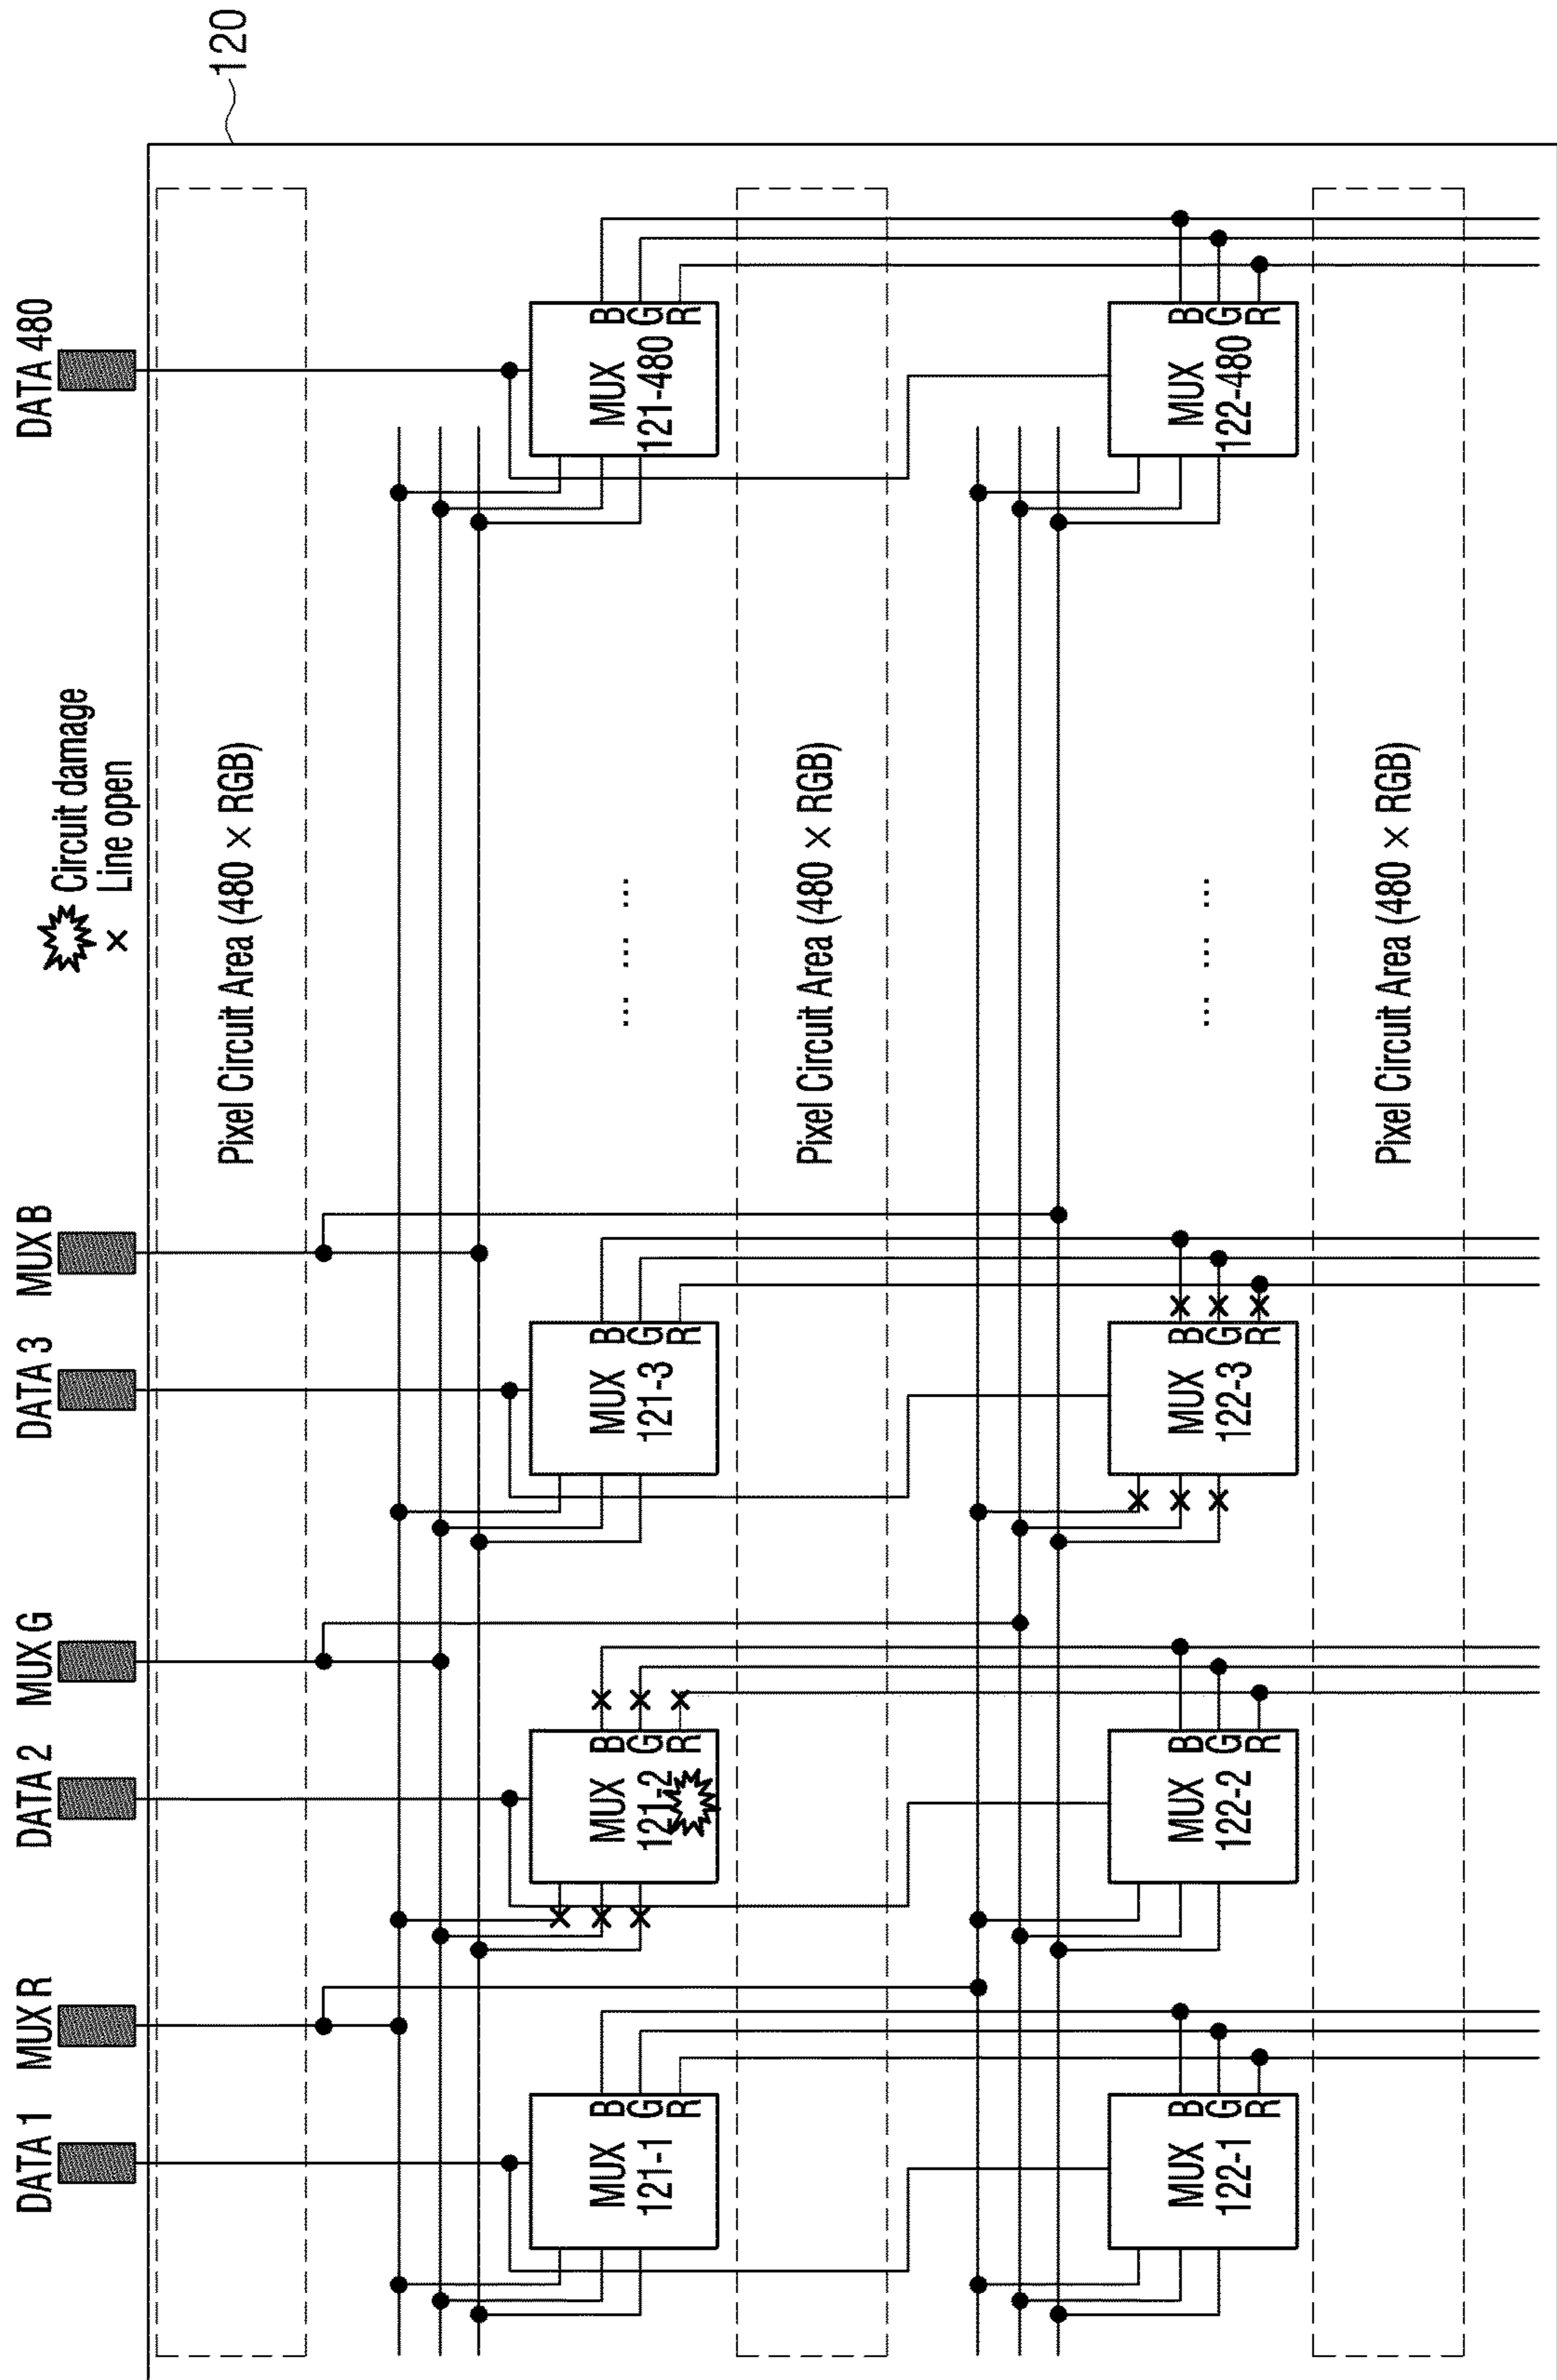 120
Circuit damage
× Line open
DATA 1
MUX R
DATA 2
MUX G
DATA 3
MUX B
DATA 480
Pixel Circuit Area (480 × RGB)
MUX
121-1
B
G
R
MUX
121-2
B
G
R
MUX
121-3
B
G
R
... ... ...
MUX
121-480
B
G
R
Pixel Circuit Area (480 × RGB)
MUX
122-1
B
G
R
MUX
122-2
B
G
R
MUX
122-3
B
G
R
... ... ...
MUX
122-480
B
G
R
Pixel Circuit Area (480 × RGB)